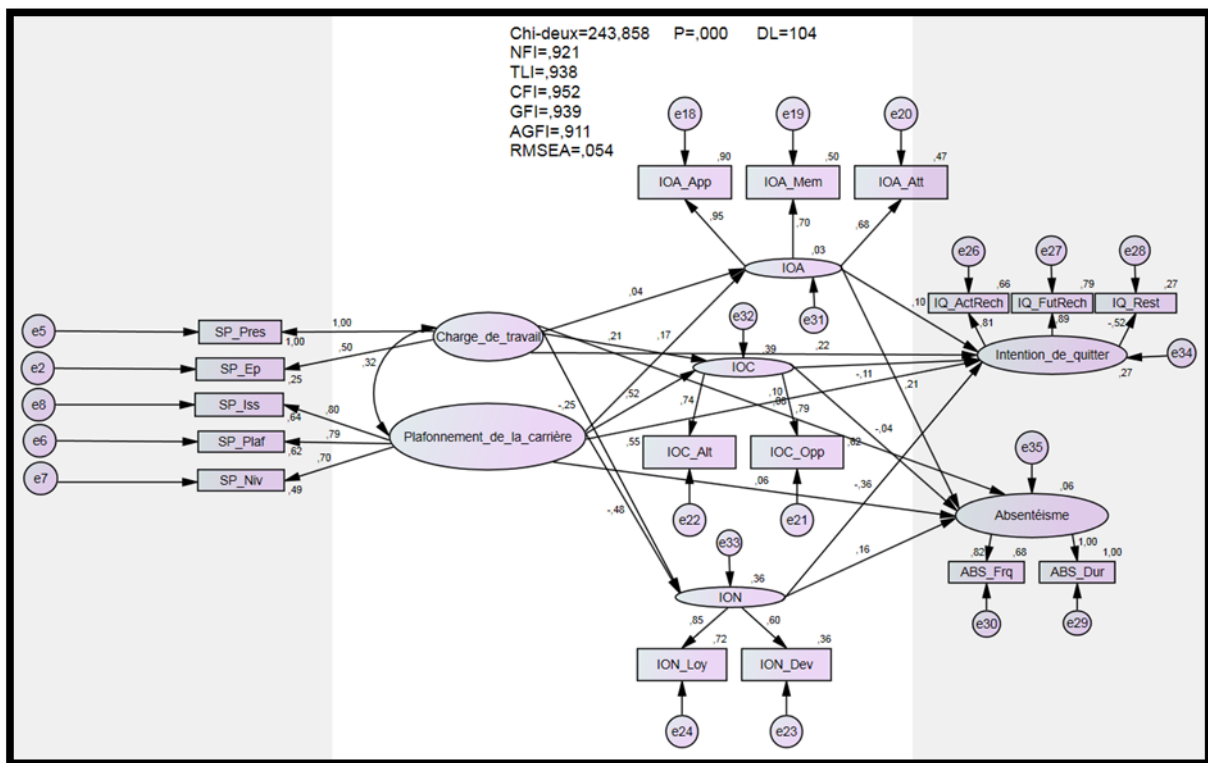 Chi-deux=243,858 P=,000 DL=104
NFI=,921
TLI=,938
CFI=,952
GFI=,939
AGFI=,911
RMSEA=,054
e18
e19
e20
,90
,50
,47
IOA_App
IOA_Mem
IOA_Att
,95
,70
,68
,03
IOA
e31
e26
e27
e28
,66
,79
,27
IQ_ActRech
IQ_FutRech
IQ_Rest
,81
,89
-,52
,10
,04
e5
SP_Pres
1,00
1,00
Charge_de_travail
,21
,17
e32
,39
,22
IOC
Intention_de_quitter
e34
,27
e2
SP_Ep
,50
,25
,32
-,11
,21
e8
SP_Iss
,80
,64
-,25
,52
,74
,79
,10
e6
SP_Plaf
,79
,62
Plafonnement_de_la_carrière
-,04
,55
IOC_Alt
IOC_Opp
e7
SP_Niv
,70
,49
,06
-,36
e35
,06
Absentéisme
e22
e21
-,48
e33
,16
,82
,68
1,00
1,00
,36
ION
ABS_Frq
ABS_Dur
,85
,60
e30
e29
,72
,36
ION_Loy
ION_Dev
e24
e23